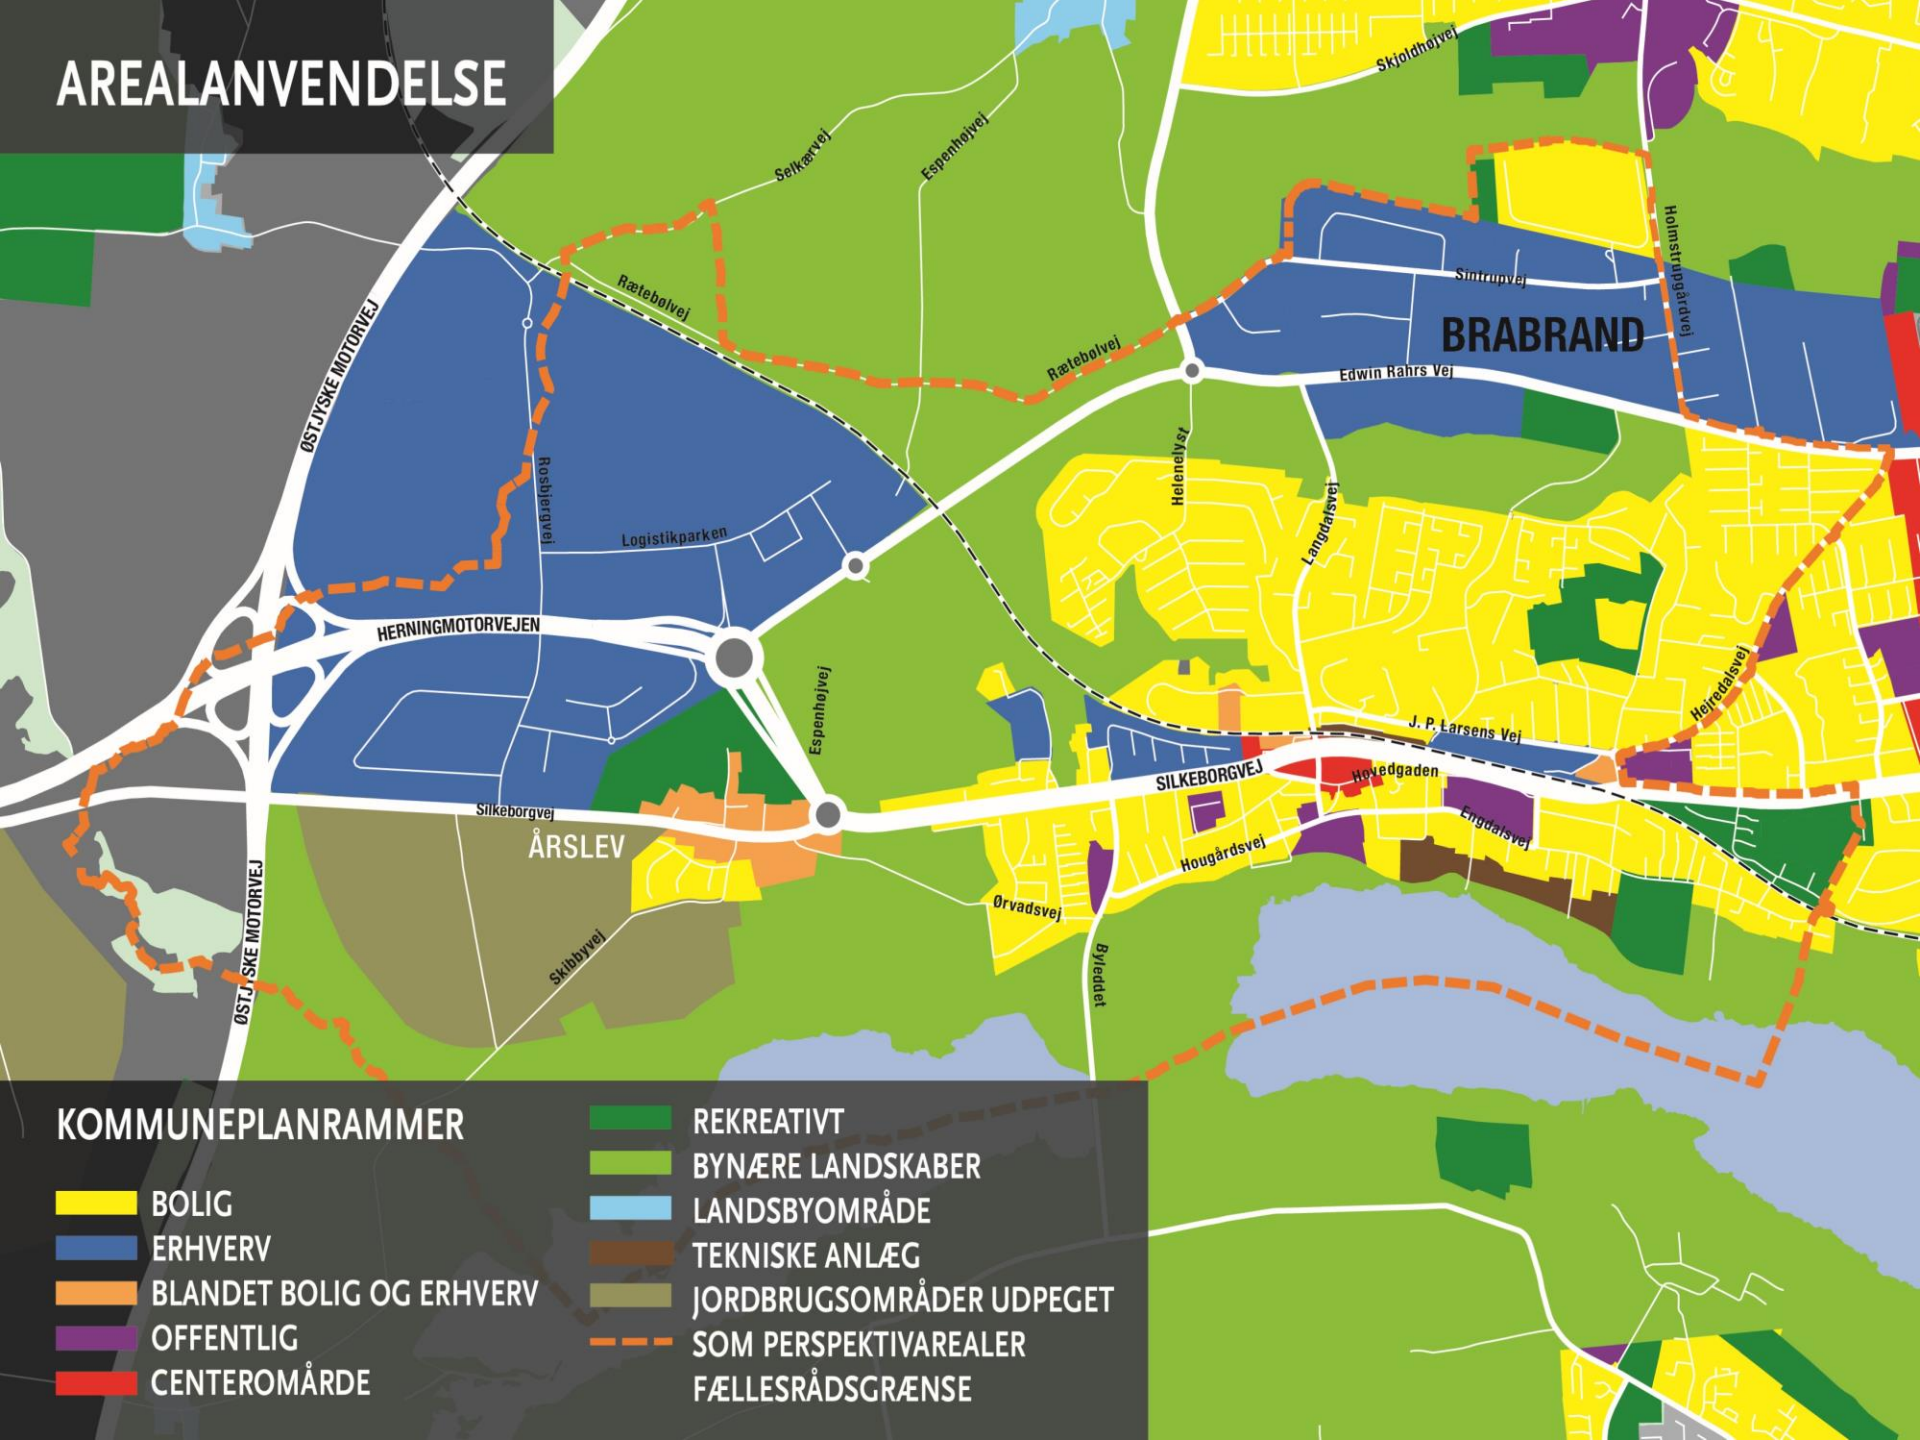 AREALANVENDELSE
Skjoldhøjvej
Selkærvej
Espenhøjvej
Holmstrupgårdvej
Rætebølvej
Sintrupvej
BRABRAND
ØSTJYSKE MOTORVEJ
Rætebølvej
Edwin Rahrs Vej
Helenelyst
Rosbjergvej
Langdalsvej
Logistikparken
HERNINGMOTORVEJEN
Espenhøjvej
Hejredalsvej
J. P. Larsens Vej
SILKEBORGVEJ
Hovedgaden
Silkeborgvej
ÅRSLEV
Engdalsvej
Hougårdsvej
Ørvadsvej
ØSTJYSKE MOTORVEJ
Skibbyvej
Byleddet
KOMMUNEPLANRAMMER
BOLIG
ERHVERV
BLANDET BOLIG OG ERHVERV
OFFENTLIG
CENTEROMÅRDE
REKREATIVT
BYNÆRE LANDSKABER
LANDSBYOMRÅDE
TEKNISKE ANLÆG
JORDBRUGSOMRÅDER UDPEGET
SOM PERSPEKTIVAREALER
FÆLLESRÅDSGRÆNSE